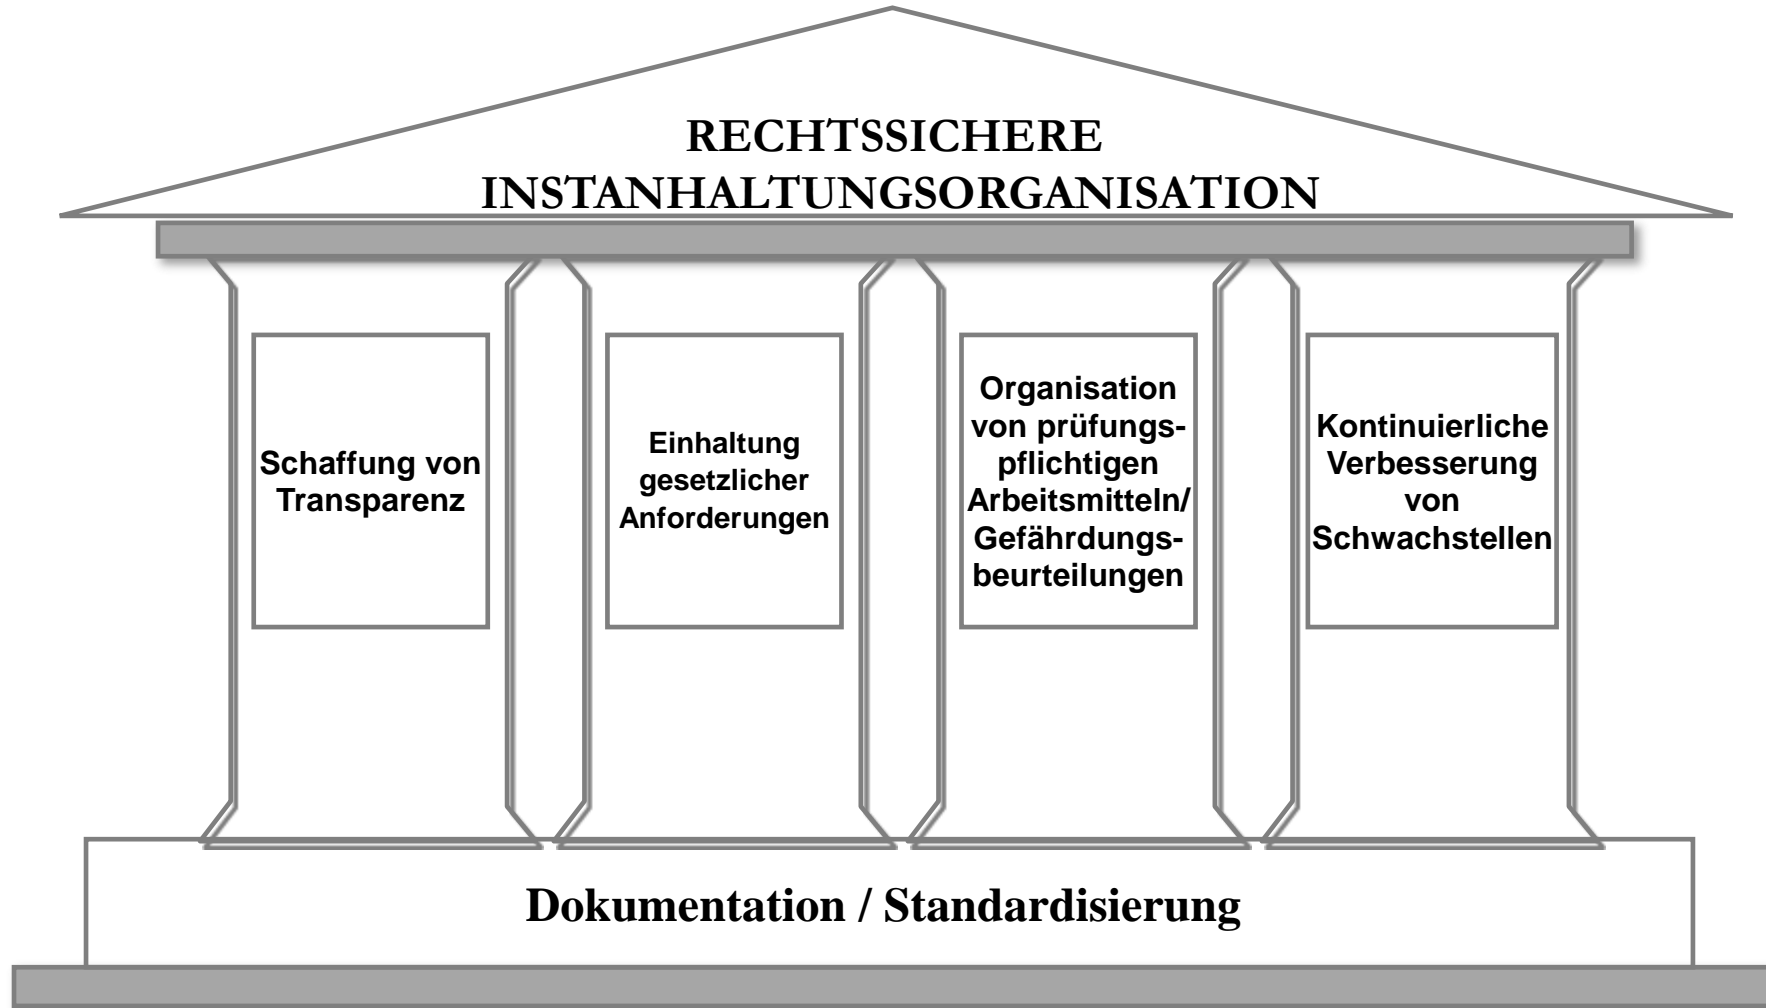 RECHTSSICHERE
INSTANHALTUNGSORGANISATION
Schaffung von
Transparenz
Einhaltung
gesetzlicher
Anforderungen
Organisation
von prüfungs-
pflichtigen
Arbeitsmitteln/
Gefährdungs-
beurteilungen
Kontinuierliche
Verbesserung
von
Schwachstellen
Dokumentation / Standardisierung